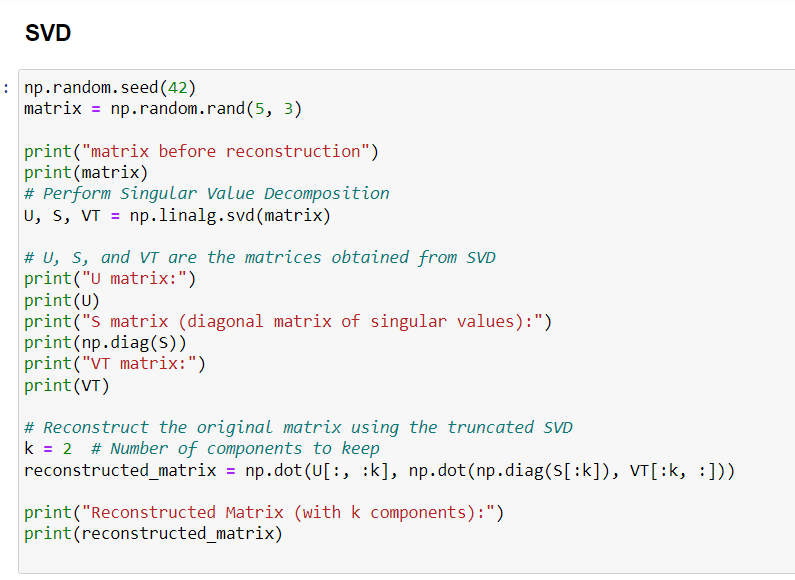 SVD
:
np.random.seed(42)
matrix = np.random.rand(5, 3)
print("matrix before reconstruction")
print(matrix)
# Perform Singular Value Decomposition
U, S, VT = np.linalg.svd(matrix)
# U, S, and VT are the matrices obtained from SVD
print("U matrix:")
print(U)
print("S matrix (diagonal matrix of singular values):")
print(np.diag(S))
print("VT matrix:")
print(VT)
# Reconstruct the original matrix using the truncated SVD
k = 2  # Number of components to keep
reconstructed_matrix = np.dot(U[:, :k], np.dot(np.diag(S[:k]), VT[:k, :]))
print("Reconstructed Matrix (with k components):")
print(reconstructed_matrix)